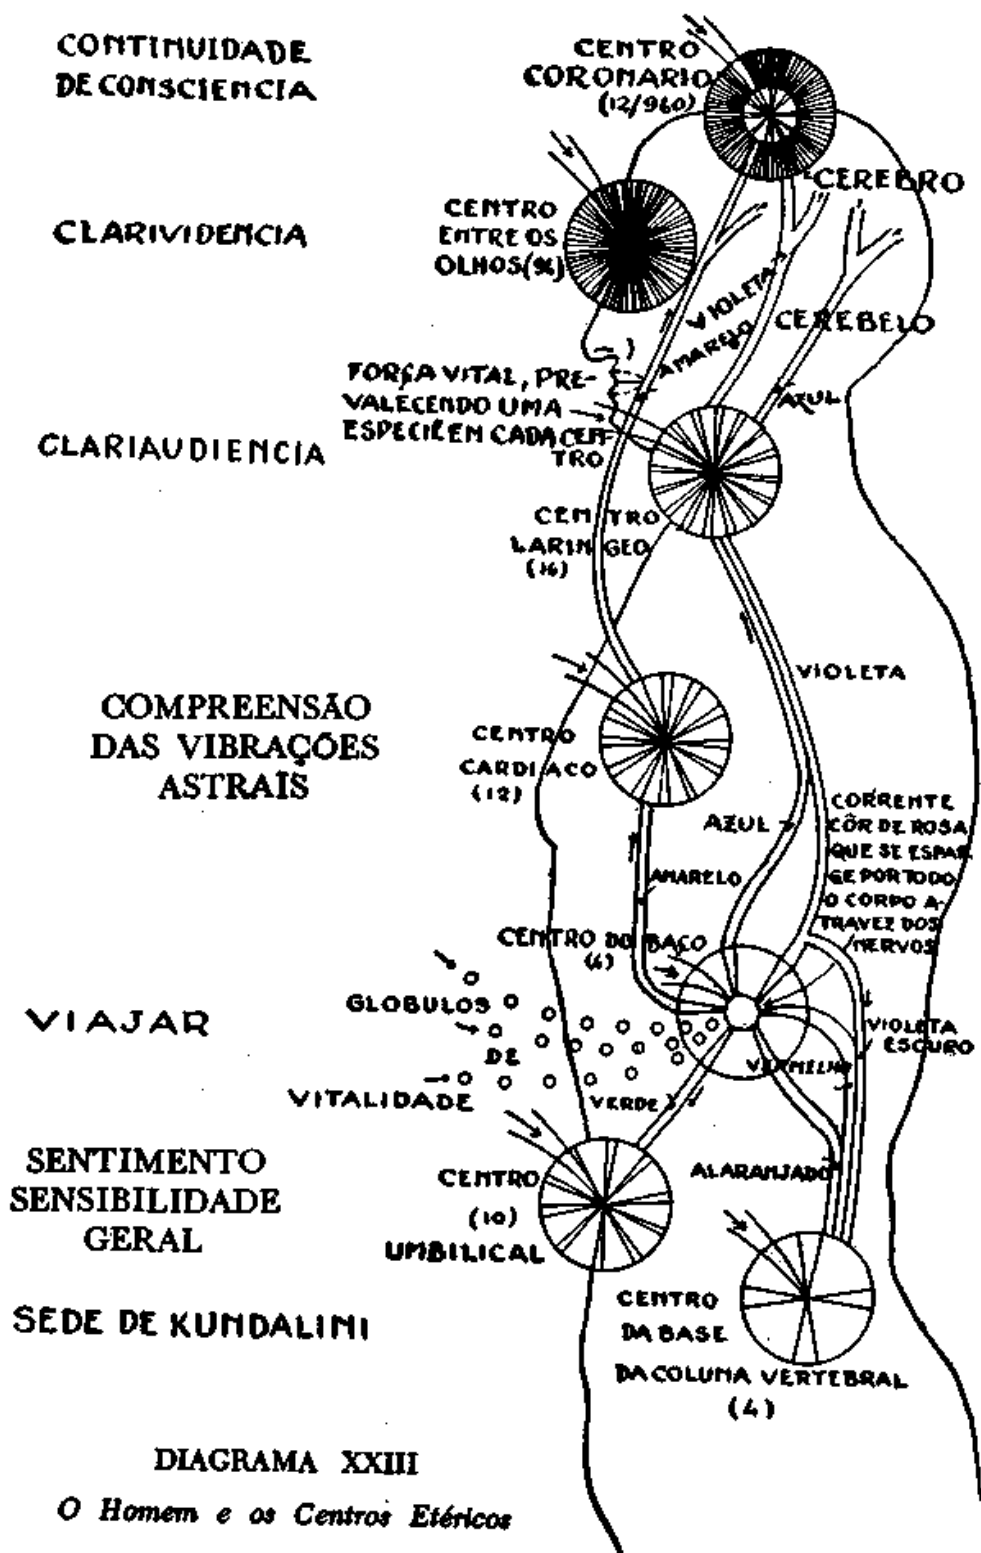 CONTINUIDADE
DE CONSCIENCIA
CENTRO
CORONARIO
(12/960)
CEREBRO
CLARIVIDENCIA
CENTRO
ENTRE OS
OLHOS (96)
VIOLETA
AMARELO
CEREBELO
AZUL
FORÇA VITAL, PRE-
VALECENDO UMA
ESPECIE EM CADA CEN-
TRO
CLARIAUDIENCIA
CENTRO
LARINGEO
(16)
VIOLETA
COMPREENSÃO
DAS VIBRAÇÕES
ASTRAIS
CENTRO
CARDIACO
(12)
AZUL
AMARELO
CORRENTE
CÔR DE ROSA
QUE SE ESPAR
GE POR TODO
O CORPO A-
TRAVEZ DOS
NERVOS
CENTRO DO BAÇO
(6)
VIAJAR
GLOBULOS
DE
VITALIDADE
VIOLETA
ESCURO
VERMELHO
VERDE
SENTIMENTO
SENSIBILIDADE
GERAL
CENTRO
(10)
UMBILICAL
ALARANJADO
SEDE DE KUNDALINI
CENTRO
DA BASE
DA COLUNA VERTEBRAL
(4)
DIAGRAMA XXIII
O Homem e os Centros Etéricos